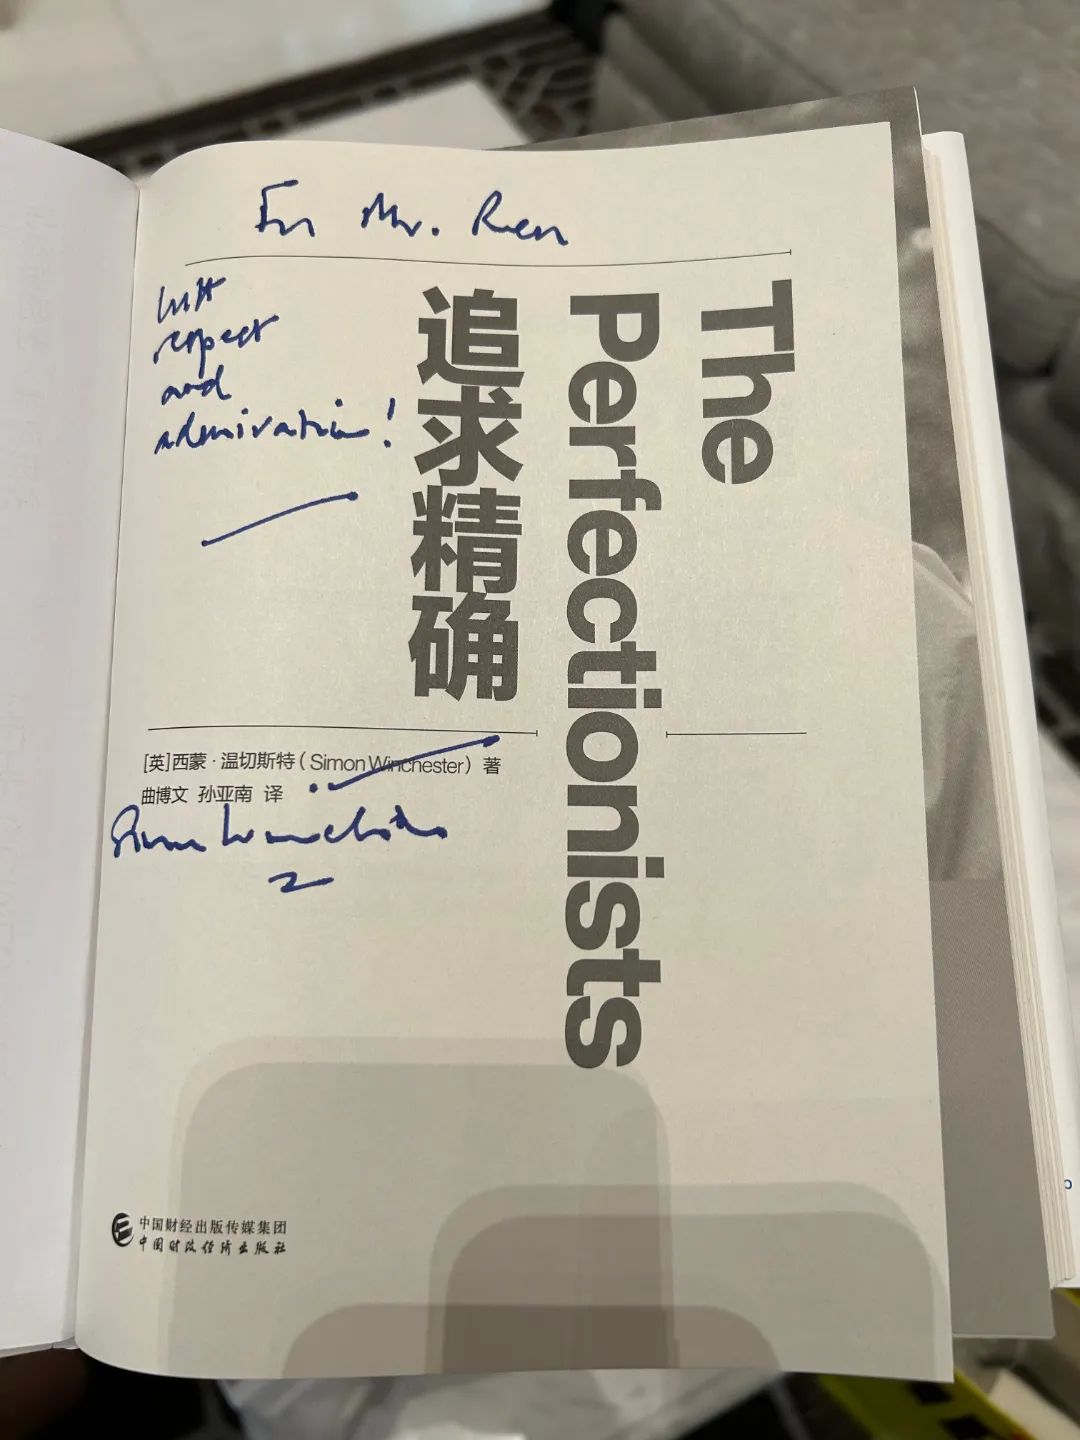 For Mr. Ren
with
respect
and
admiration!
The
Perfectionists
追求精确
[英]西蒙·温切斯特（Simon Winchester）著
曲博文 孙亚南 译
Simon Winchester
中国财经出版传媒集团
中国财政经济出版社